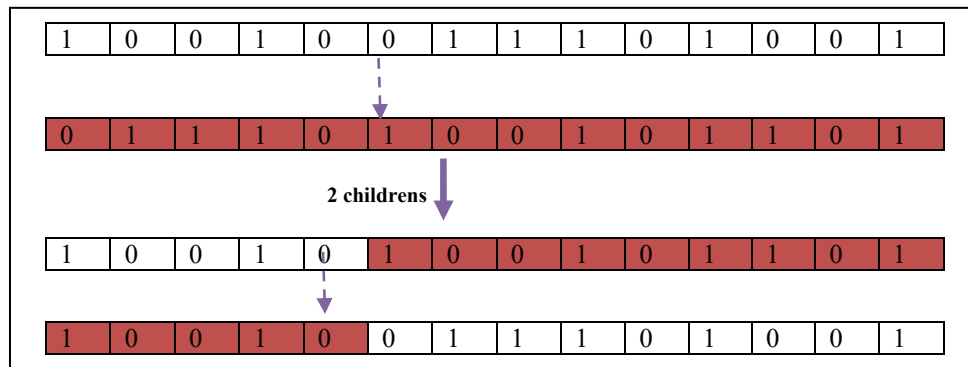 1 0 0 1 0 0 1 1 1 0 1 0 0 1
0 1 1 1 0 1 0 0 1 0 1 1 0 1
2 childrens
1 0 0 1 0 1 0 0 1 0 1 1 0 1
1 0 0 1 0 0 1 1 1 0 1 0 0 1